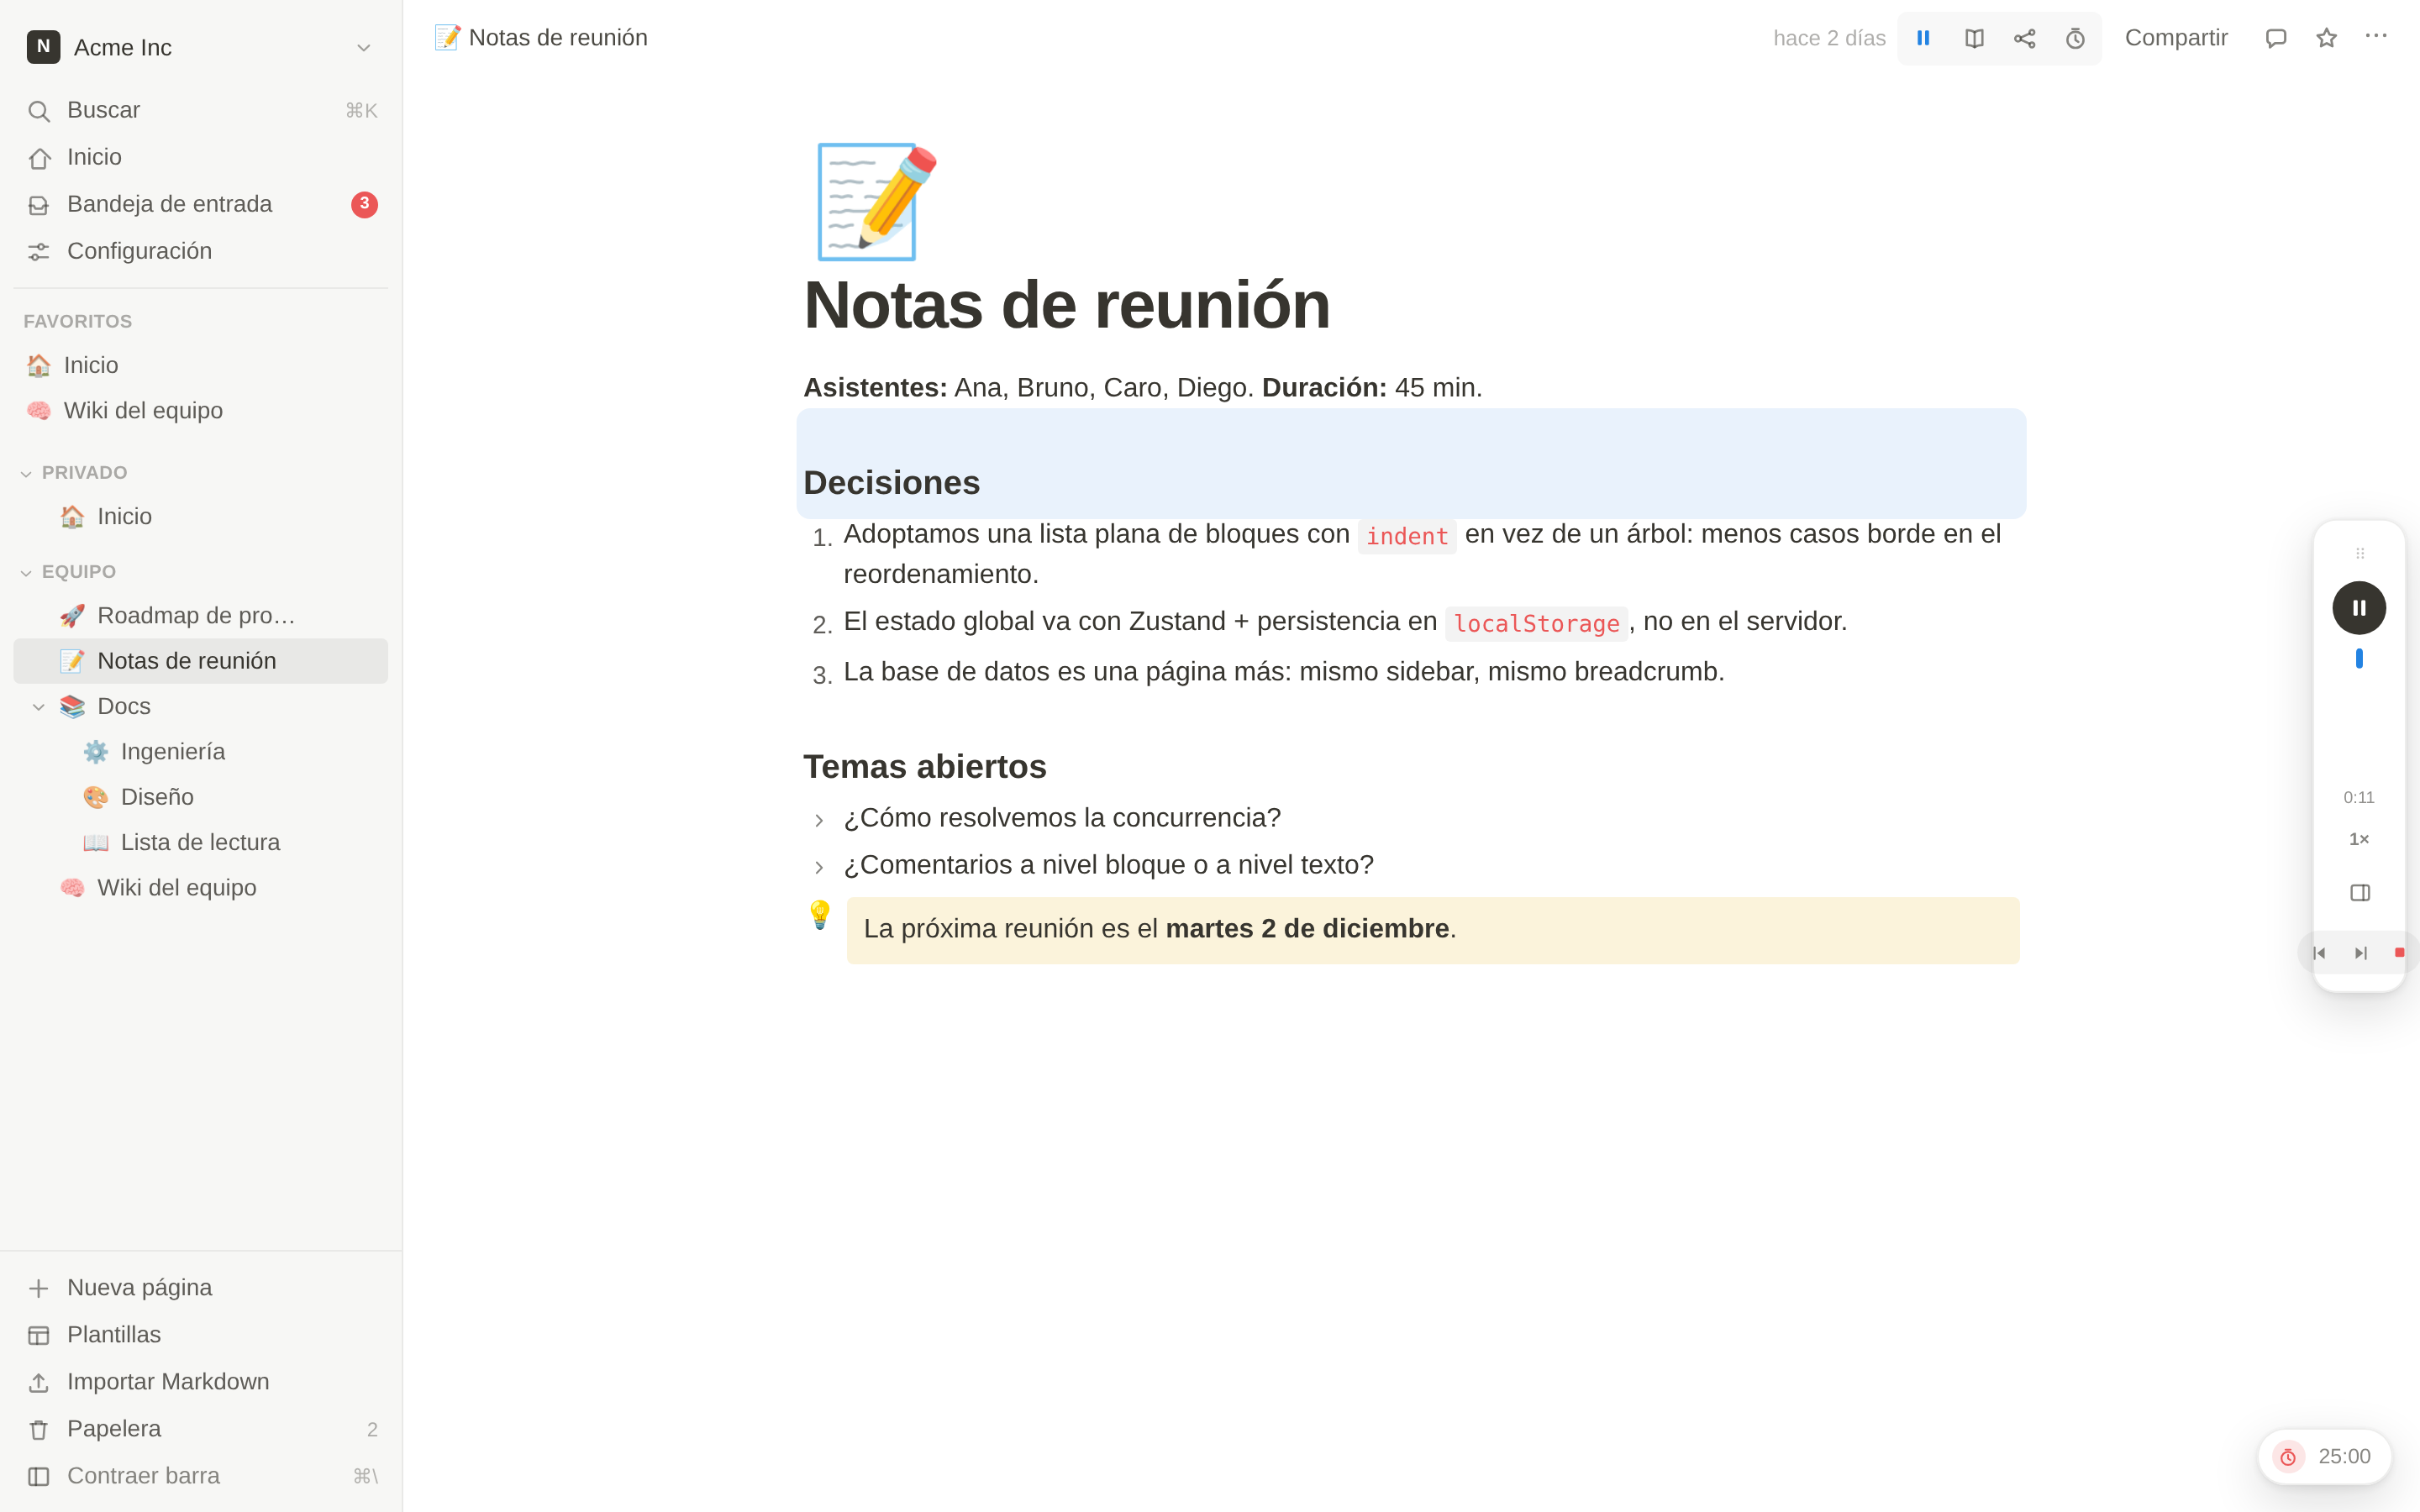 N Acme Inc
Buscar ⌘K
Inicio
Bandeja de entrada 3
Configuración
FAVORITOS
🏠 Inicio
🧠 Wiki del equipo
PRIVADO
🏠 Inicio
EQUIPO
🚀 Roadmap de pro…
📝 Notas de reunión
📚 Docs
⚙️ Ingeniería
🎨 Diseño
📖 Lista de lectura
🧠 Wiki del equipo
Nueva página
Plantillas
Importar Markdown
Papelera 2
Contraer barra ⌘\
📝 Notas de reunión
hace 2 días
Compartir
Notas de reunión
Asistentes: Ana, Bruno, Caro, Diego. Duración: 45 min.
Decisiones
1. Adoptamos una lista plana de bloques con indent en vez de un árbol: menos casos borde en el
reordenamiento.
2. El estado global va con Zustand + persistencia en localStorage, no en el servidor.
3. La base de datos es una página más: mismo sidebar, mismo breadcrumb.
Temas abiertos
¿Cómo resolvemos la concurrencia?
¿Comentarios a nivel bloque o a nivel texto?
💡 La próxima reunión es el martes 2 de diciembre.
0:11
1×
25:00